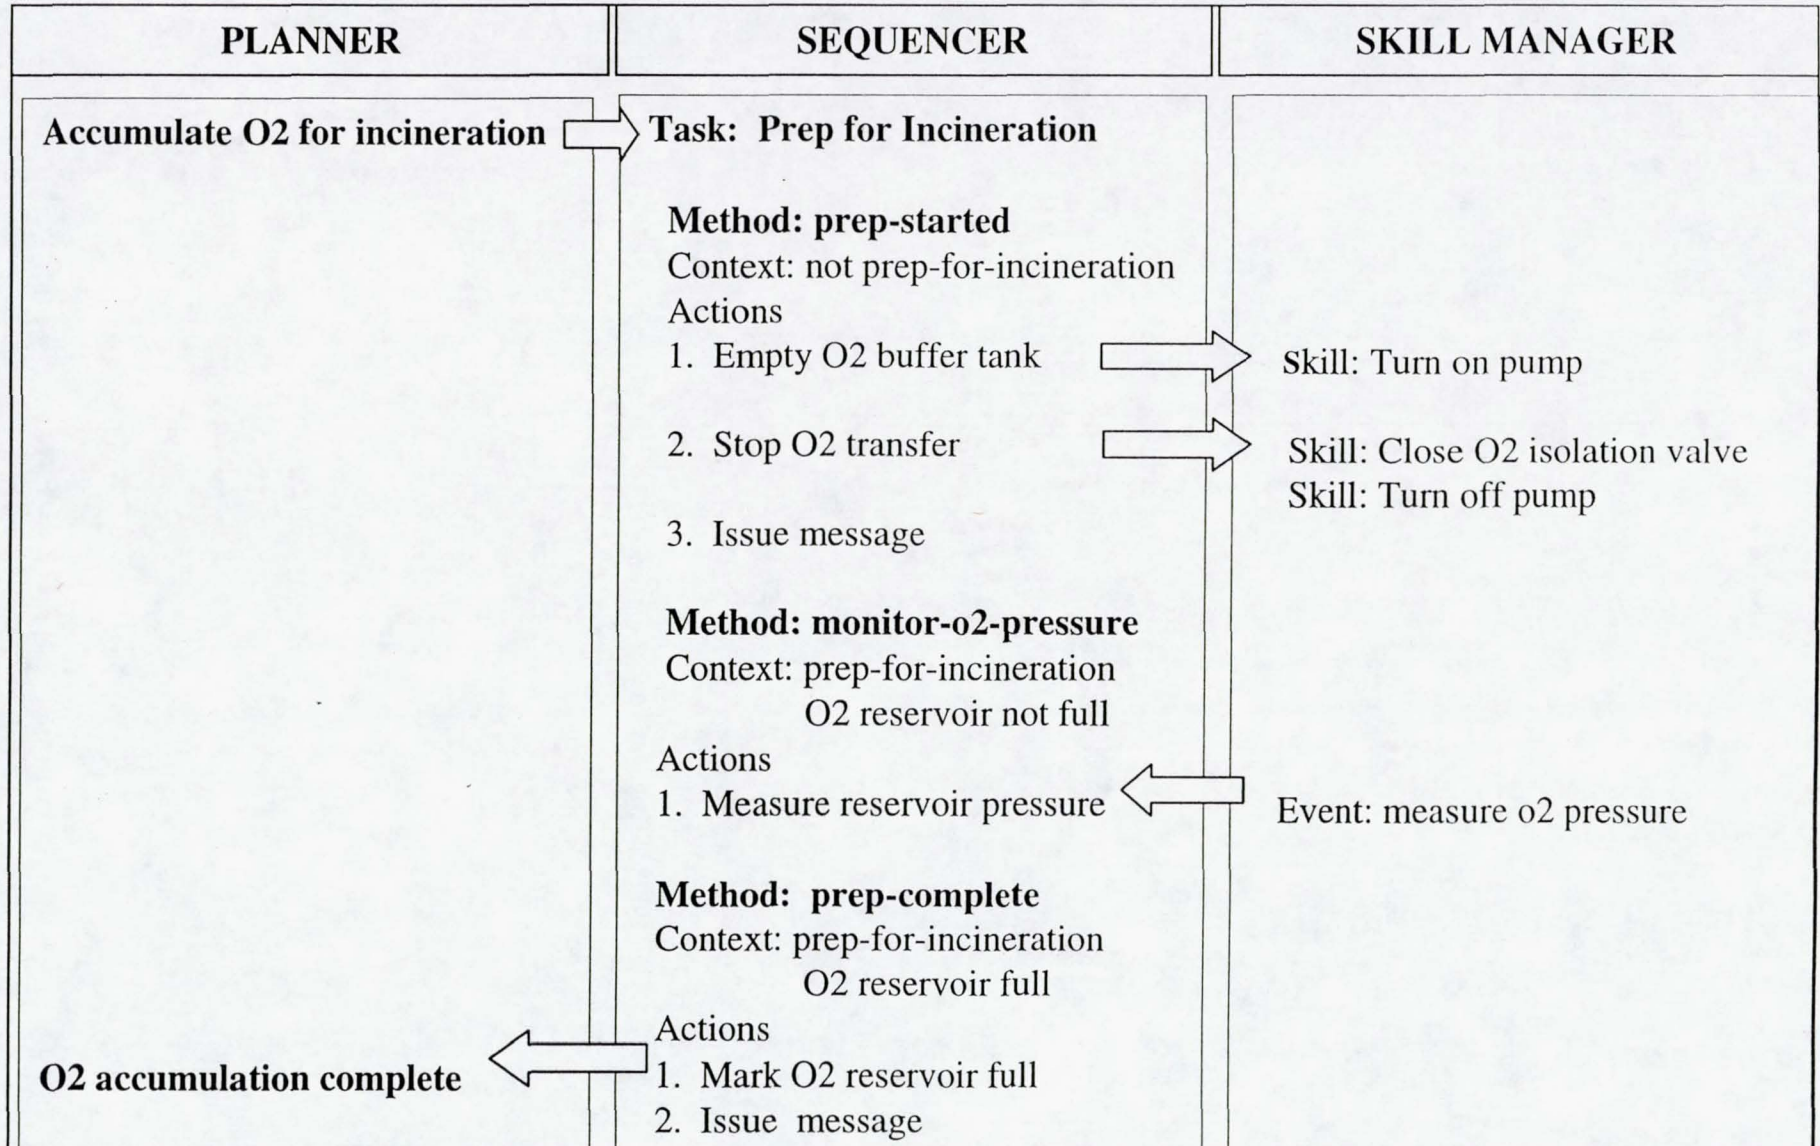 PLANNER
SEQUENCER
SKILL MANAGER
Accumulate O2 for incineration
Task: Prep for Incineration
Method: prep-started
Context: not prep-for-incineration
Actions
1. Empty O2 buffer tank
Skill: Turn on pump
2. Stop O2 transfer
Skill: Close O2 isolation valve
Skill: Turn off pump
3. Issue message
Method: monitor-o2-pressure
Context: prep-for-incineration
O2 reservoir not full
Actions
1. Measure reservoir pressure
Event: measure o2 pressure
Method: prep-complete
Context: prep-for-incineration
O2 reservoir full
Actions
O2 accumulation complete
1. Mark O2 reservoir full
2. Issue message